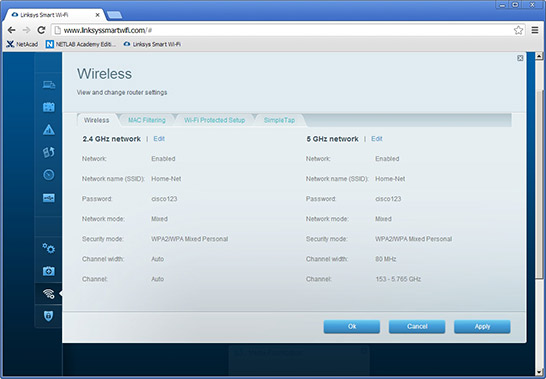 Linksys Smart Wi-Fi
www.linksyssmartwifi.com/#
NetAcad NETLAB Academy Editi... Linksys Smart Wi-Fi
Wireless
View and change router settings
Wireless MAC Filtering Wi-Fi Protected Setup SimpleTap
2.4 GHz network | Edit 5 GHz network | Edit
Network: Enabled Network: Enabled
Network name (SSID): Home-Net Network name (SSID): Home-Net
Password: cisco123 Password: cisco123
Network mode: Mixed Network mode: Mixed
Security mode: WPA2/WPA Mixed Personal Security mode: WPA2/WPA Mixed Personal
Channel width: Auto Channel width: 80 MHz
Channel: Auto Channel: 153 - 5.765 GHz
Ok Cancel Apply